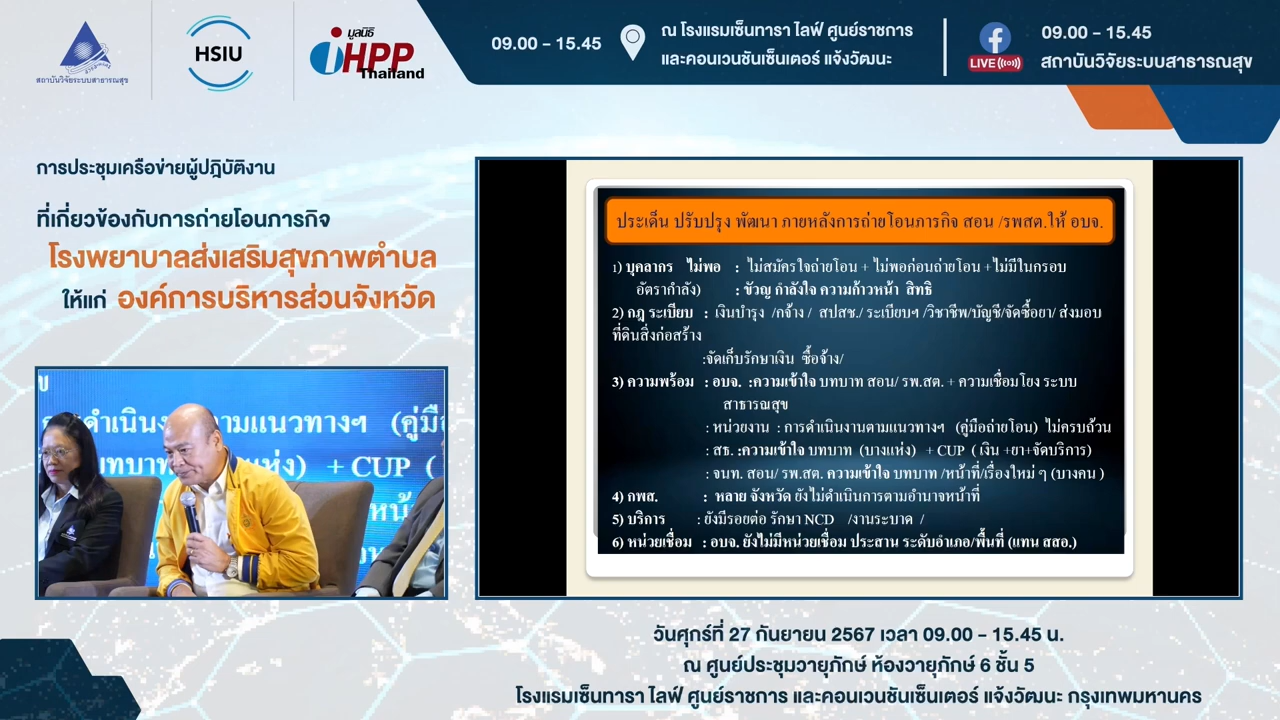 สถาบันวิจัยระบบสาธารณสุข
HSIU
มูลนิธิ
iHPP
Thailand
09.00 - 15.45
ณ โรงแรมเซ็นทารา ไลฟ์ ศูนย์ราชการ
และคอนเวนชันเซ็นเตอร์ แจ้งวัฒนะ
LIVE
09.00 - 15.45
สถาบันวิจัยระบบสาธารณสุข
การประชุมเครือข่ายผู้ปฏิบัติงาน
ที่เกี่ยวข้องกับการถ่ายโอนภารกิจ
โรงพยาบาลส่งเสริมสุขภาพตำบล
ให้แก่ องค์การบริหารส่วนจังหวัด
ประเด็น ปรับปรุง พัฒนา ภายหลังการถ่ายโอนภารกิจ สอน /รพสต.ให้ อบจ.
1) บุคลากร ไม่พอ : ไม่สมัครใจถ่ายโอน + ไม่พอก่อนถ่ายโอน +ไม่มีในกรอบ
อัตรากำลัง) : ขัวญ กำลังใจ ความก้าวหน้า สิทธิ
2) กฎ ระเบียบ : เงินบำรุง /กจ้าง / สปสช./ ระเบียบฯ /วิชาชีพ/บัญชี/จัดซื้อยา/ ส่งมอบ
ที่ดินสิ่งก่อสร้าง
:จัดเก็บรักษาเงิน ซื้อจ้าง/
3) ความพร้อม : อบจ. :ความเข้าใจ บทบาท สอน/ รพ.สต. + ความเชื่อมโยง ระบบ
สาธารณสุข
: หน่วยงาน : การดำเนินงานตามแนวทางฯ (คู่มือถ่ายโอน) ไม่ครบถ้วน
: สธ. :ความเข้าใจ บทบาท (บางแห่ง) + CUP ( เงิน +ยา+จัดบริการ)
: จนท. สอน/ รพ.สต. ความเข้าใจ บทบาท /หน้าที่/เรื่องใหม่ ๆ (บางคน )
4) กพส. : หลาย จังหวัด ยังไม่ดำเนินการตามอำนาจหน้าที่
5) บริการ : ยังมีรอยต่อ รักษา NCD /งานระบาด /
6) หน่วยเชื่อม : อบจ. ยังไม่มีหน่วยเชื่อม ประสาน ระดับอำเภอ/พื้นที่ (แทน สสอ.)
ดำเนินง ตามแนวทางฯ (คู่มื
บทบาท แห่ง) + CUP (
วันศุกร์ที่ 27 กันยายน 2567 เวลา 09.00 - 15.45 น.
ณ ศูนย์ประชุมวายุภักษ์ ห้องวายุภักษ์ 6 ชั้น 5
โรงแรมเซ็นทารา ไลฟ์ ศูนย์ราชการ และคอนเวนชันเซ็นเตอร์ แจ้งวัฒนะ กรุงเทพมหานคร